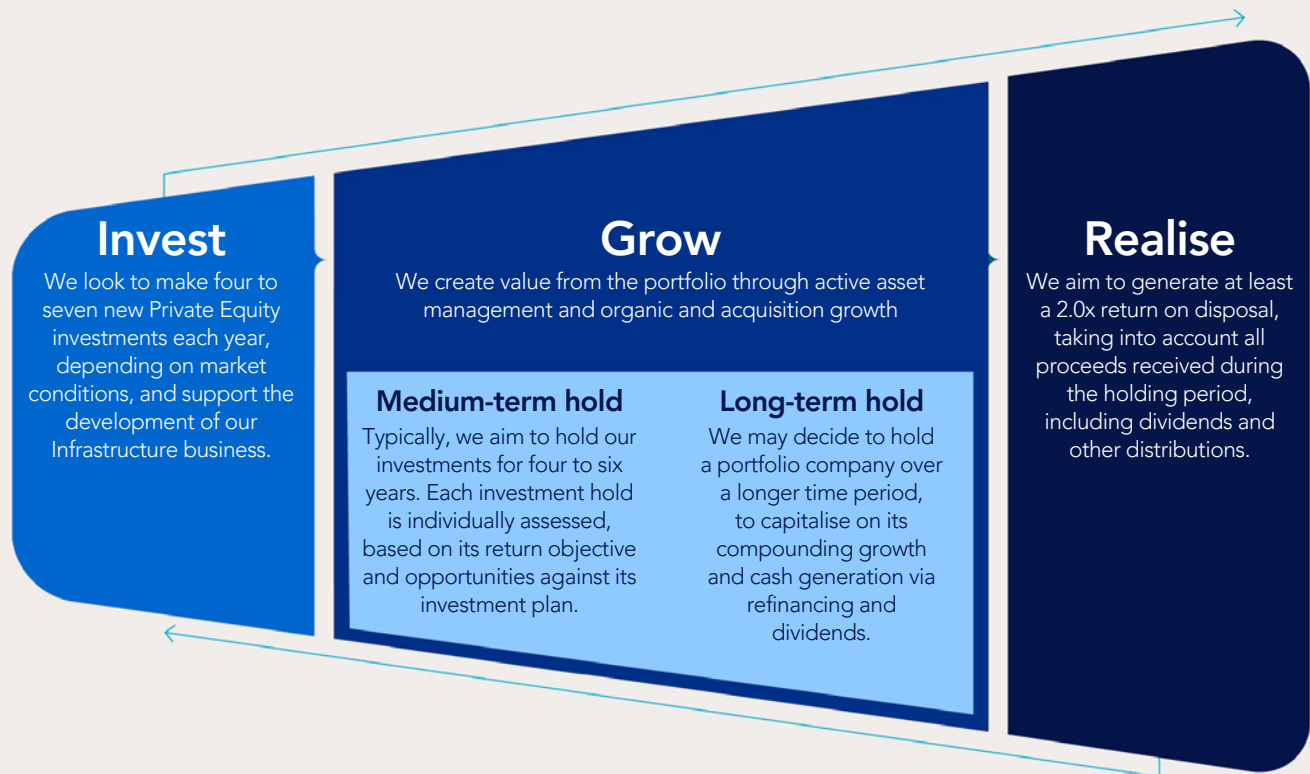 Invest
We look to make four to
seven new Private Equity
investments each year,
depending on market
conditions, and support the
development of our
Infrastructure business.
Grow
We create value from the portfolio through active asset
management and organic and acquisition growth
Medium-term hold
Typically, we aim to hold our
investments for four to six
years. Each investment hold
is individually assessed,
based on its return objective
and opportunities against its
investment plan.
Long-term hold
We may decide to hold
a portfolio company over
a longer time period,
to capitalise on its
compounding growth
and cash generation via
refinancing and
dividends.
Realise
We aim to generate at least
a 2.0x return on disposal,
taking into account all
proceeds received during
the holding period,
including dividends and
other distributions.